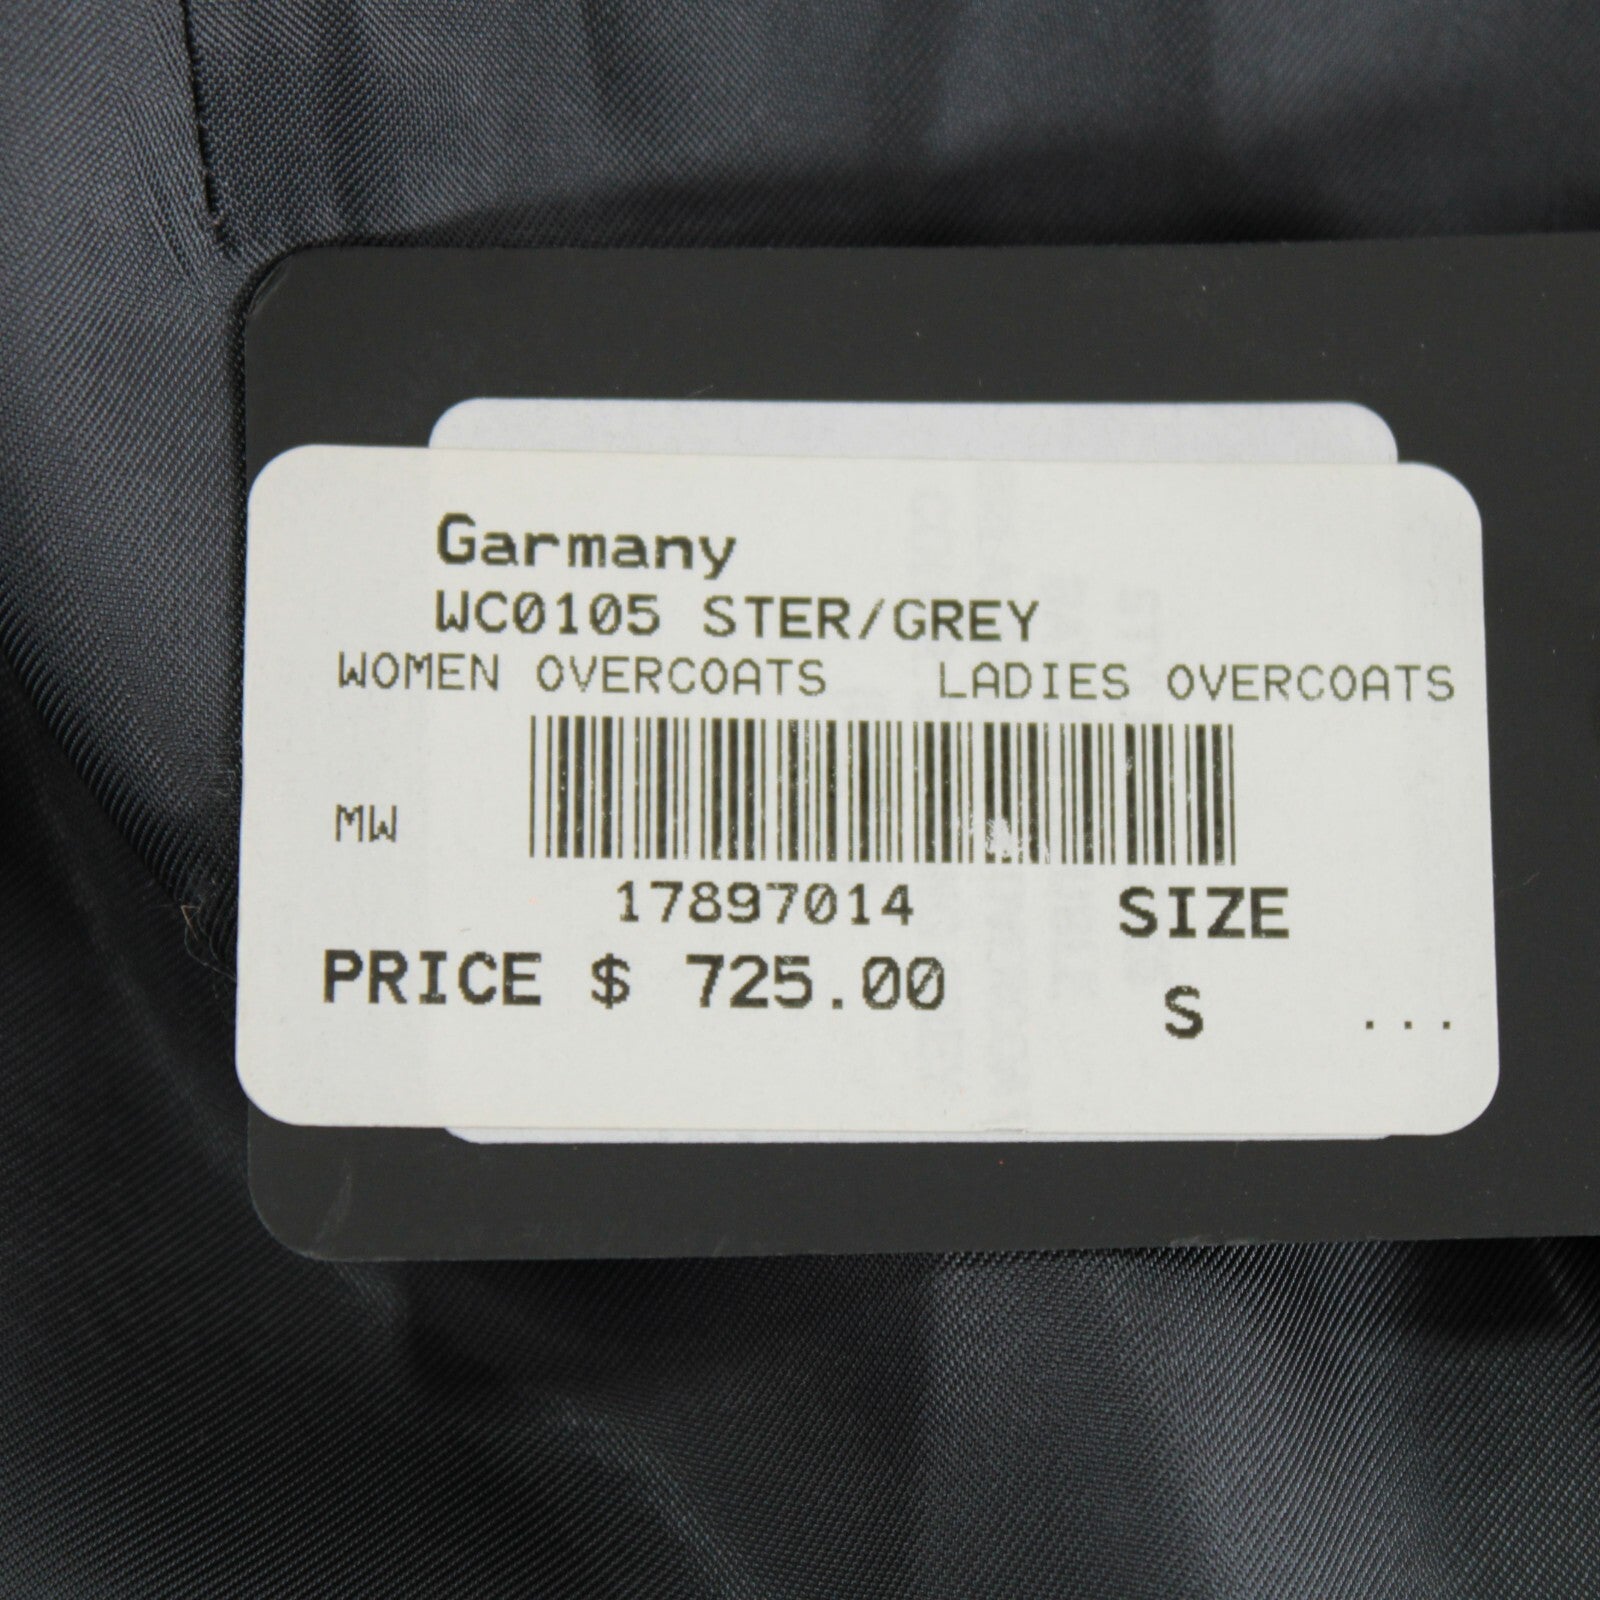 Garmany
WC0105 STER/GREY
WOMEN OVERCOATS LADIES OVERCOATS
MW
17897014 SIZE
PRICE $ 725.00 S ...